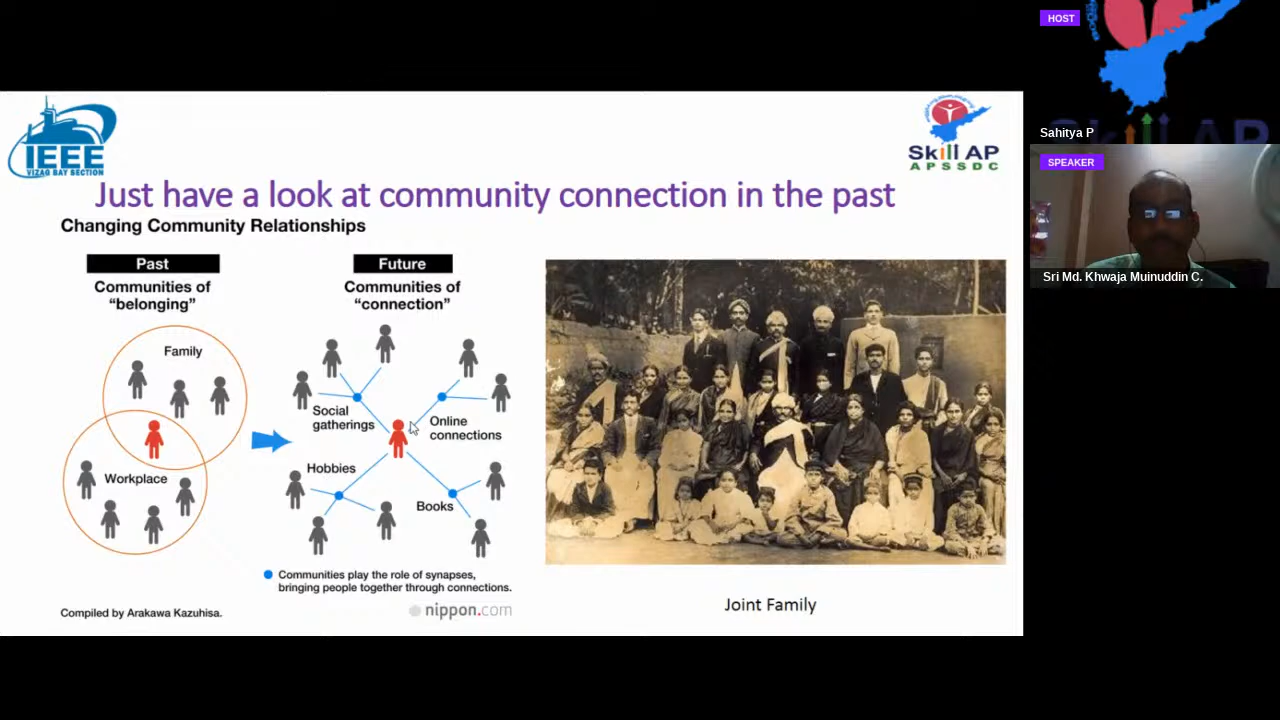 HOST
Sahitya P
SPEAKER
Sri Md. Khwaja Muinuddin C.
IEEE
VIZAG BAY SECTION
Skill AP
APSSDC
Just have a look at community connection in the past
Changing Community Relationships
Past
Communities of
“belonging”
Family
Workplace
Future
Communities of
“connection”
Social
gatherings
Online
connections
Hobbies
Books
Communities play the role of synapses,
bringing people together through connections.
Compiled by Arakawa Kazuhisa.
nippon.com
Joint Family
Skill AP